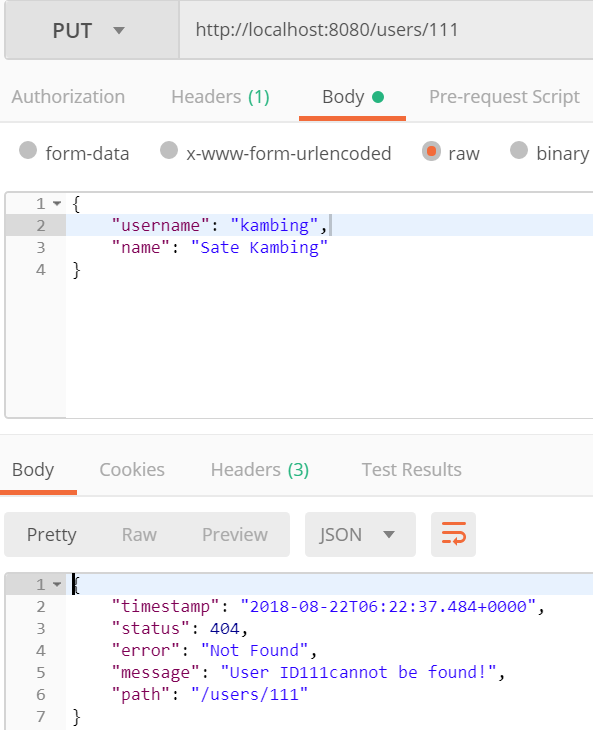 PUT http://localhost:8080/users/111
Authorization Headers (1) Body Pre-request Script
form-data x-www-form-urlencoded raw binary
1 {
2 "username": "kambing",
3 "name": "Sate Kambing"
4 }
Body Cookies Headers (3) Test Results
Pretty Raw Preview JSON
1 {
2 "timestamp": "2018-08-22T06:22:37.484+0000",
3 "status": 404,
4 "error": "Not Found",
5 "message": "User ID111cannot be found!",
6 "path": "/users/111"
7 }